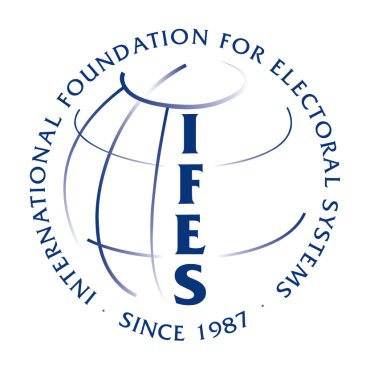 INTERNATIONAL FOUNDATION FOR ELECTORAL SYSTEMS
IFES
· SINCE 1987 ·